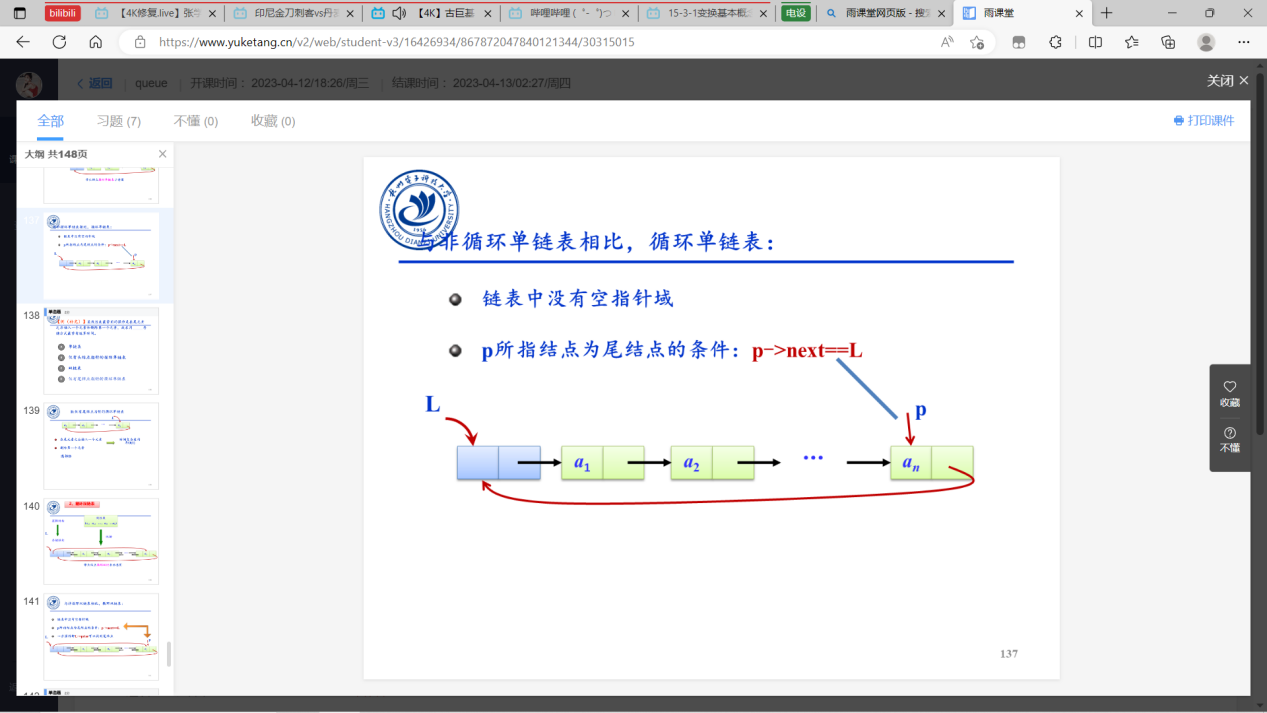 bilibili
【4K修复.live】张学
印尼金刀刺客vs丹
【4K】古巨基
哔哩哔哩 (゜-゜)つ
15-3-1变换基本概念
电设
雨课堂网页版 - 搜
雨课堂
https://www.yuketang.cn/v2/web/student-v3/16426934/867872047840121344/30315015
返回
queue
开课时间： 2023-04-12/18:26/周三
结课时间： 2023-04-13/02:27/周四
关闭
全部
习题 (7)
不懂 (0)
收藏 (0)
打印课件
大纲 共148页
138
139
140
141
HANGZHOU DIANZI UNIVERSITY
1956
与非循环单链表相比，循环单链表：
链表中没有空指针域
p所指结点为尾结点的条件：p->next==L
L
p
a1
a2
…
an
137
收藏
不懂